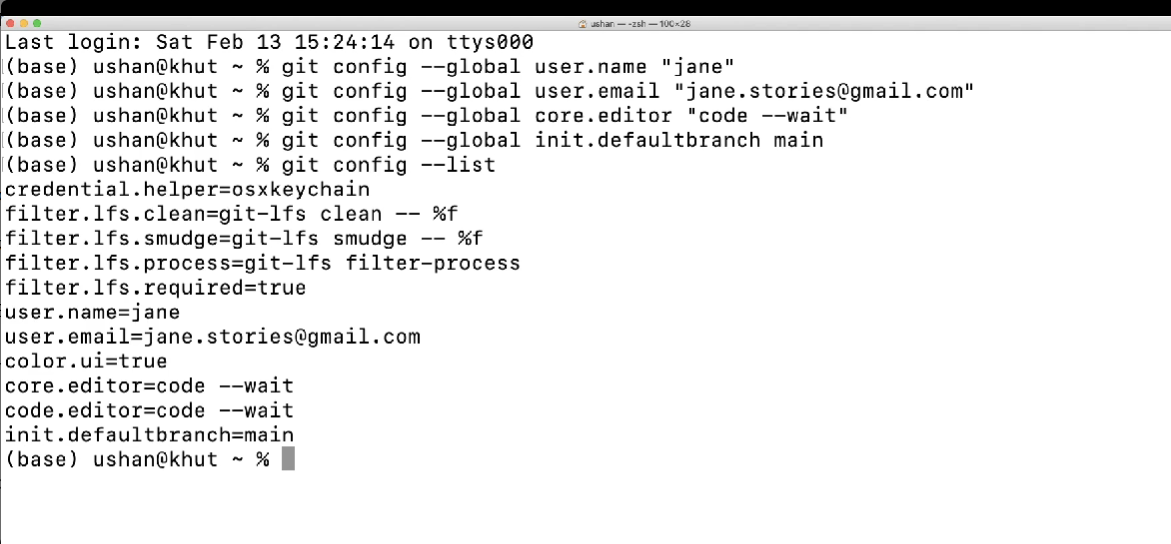 ushan — -zsh — 100×28
Last login: Sat Feb 13 15:24:14 on ttys000
(base) ushan@khut ~ % git config --global user.name "jane"
(base) ushan@khut ~ % git config --global user.email "jane.stories@gmail.com"
(base) ushan@khut ~ % git config --global core.editor "code --wait"
(base) ushan@khut ~ % git config --global init.defaultbranch main
(base) ushan@khut ~ % git config --list
credential.helper=osxkeychain
filter.lfs.clean=git-lfs clean -- %f
filter.lfs.smudge=git-lfs smudge -- %f
filter.lfs.process=git-lfs filter-process
filter.lfs.required=true
user.name=jane
user.email=jane.stories@gmail.com
color.ui=true
core.editor=code --wait
code.editor=code --wait
init.defaultbranch=main
(base) ushan@khut ~ %